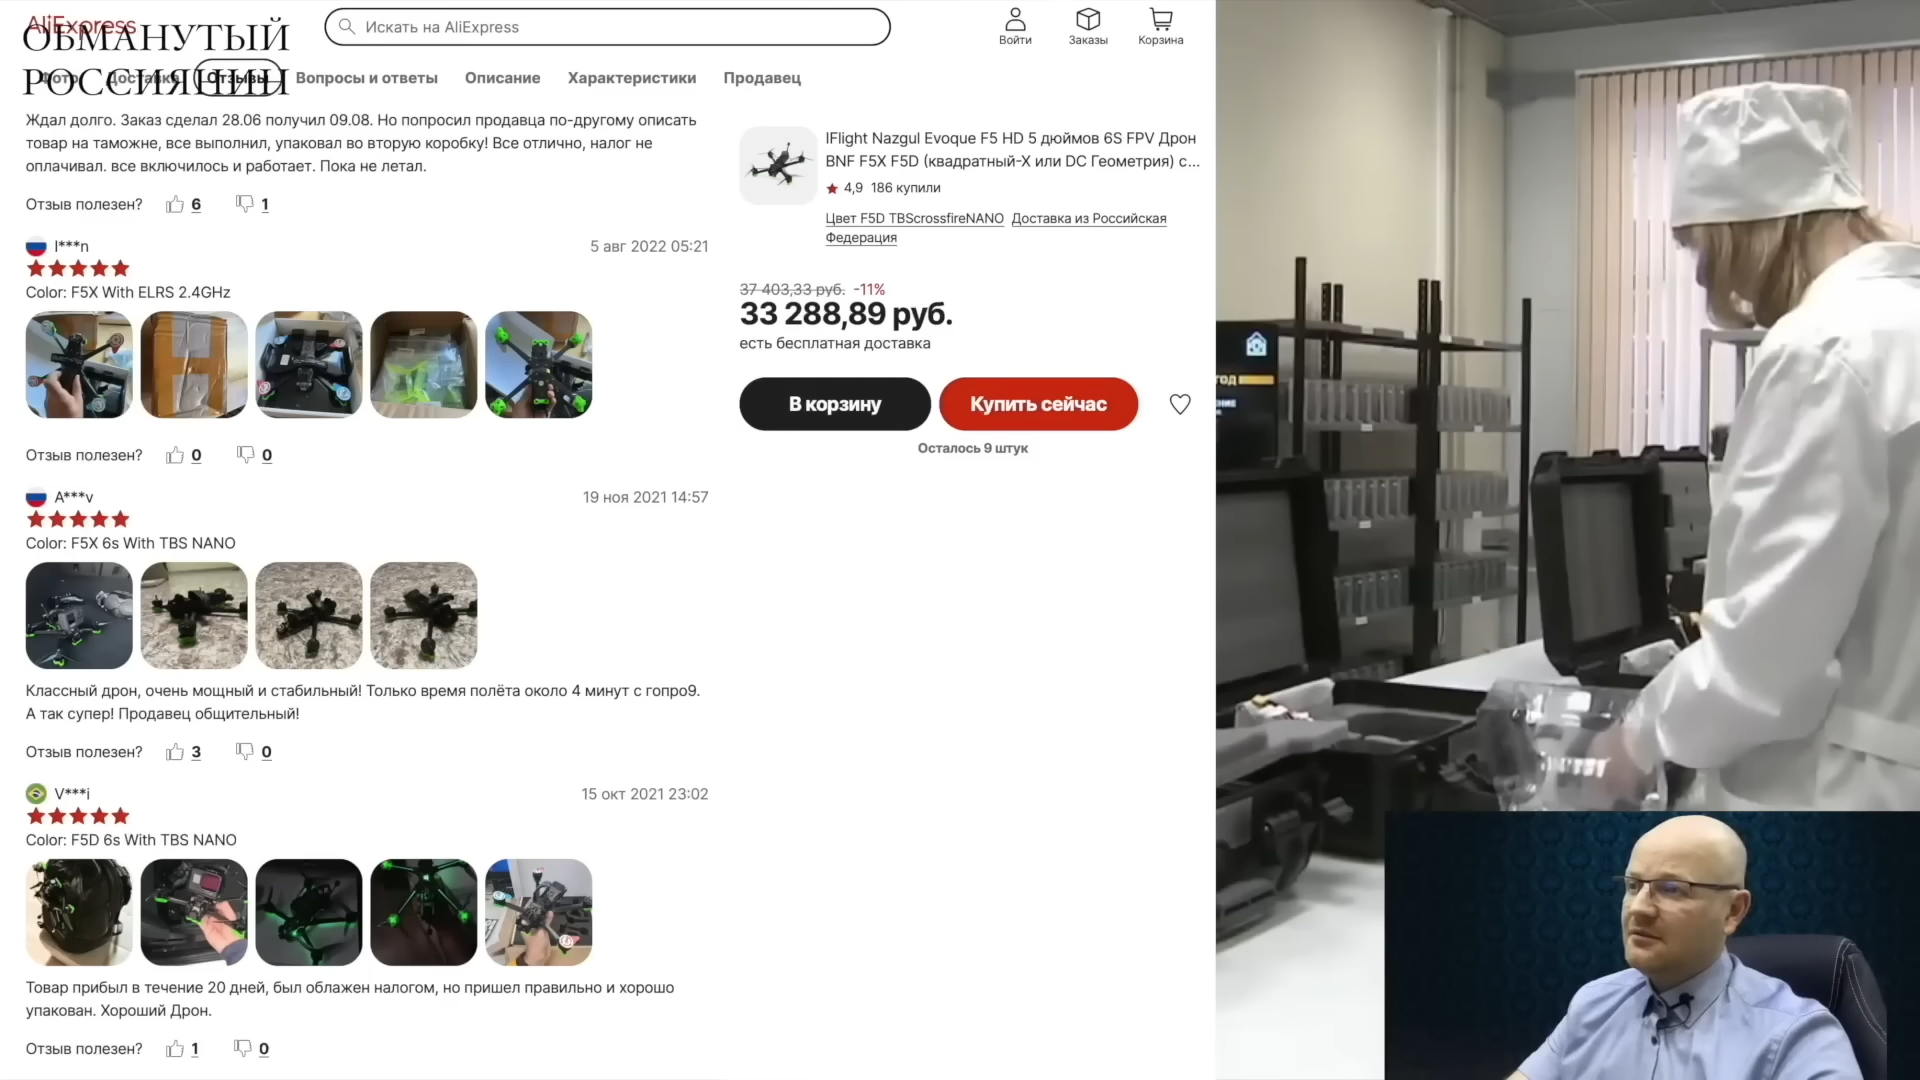 AliExpress
ОБМАНУТЫЙ
РОССИЯНИН
Искать на AliExpress
Войти
Заказы
Корзина
Фото
Доставка
Отзывы
Вопросы и ответы
Описание
Характеристики
Продавец
Ждал долго. Заказ сделал 28.06 получил 09.08. Но попросил продавца по-другому описать
товар на таможне, все выполнил, упаковал во вторую коробку! Все отлично, налог не
оплачивал. все включилось и работает. Пока не летал.
Отзыв полезен? 6 1
I***n 5 авг 2022 05:21
Color: F5X With ELRS 2.4GHz
Отзыв полезен? 0 0
A***v 19 ноя 2021 14:57
Color: F5X 6s With TBS NANO
Классный дрон, очень мощный и стабильный! Только время полёта около 4 минут с гопро9.
А так супер! Продавец общительный!
Отзыв полезен? 3 0
V***i 15 окт 2021 23:02
Color: F5D 6s With TBS NANO
Товар прибыл в течение 20 дней, был облажен налогом, но пришел правильно и хорошо
упакован. Хороший Дрон.
Отзыв полезен? 1 0
IFlight Nazgul Evoque F5 HD 5 дюймов 6S FPV Дрон
BNF F5X F5D (квадратный-X или DC Геометрия) с...
4,9 186 купили
Цвет F5D TBScrossfireNANO Доставка из Российская
Федерация
37 403,33 руб. -11%
33 288,89 руб.
есть бесплатная доставка
В корзину
Купить сейчас
Осталось 9 штук